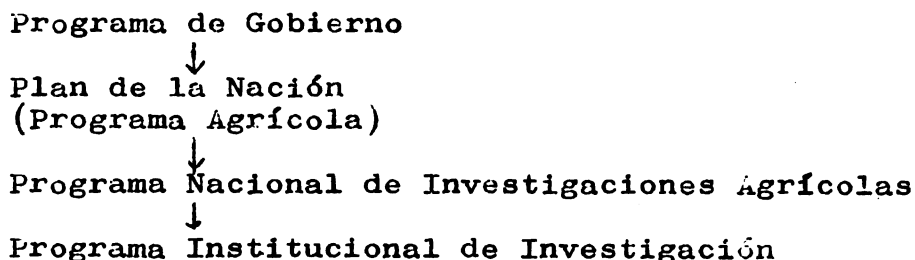 Programa de Gobierno
↓
Plan de la Nación
(Programa Agrícola)
↓
Programa Nacional de Investigaciones Agrícolas
↓
Programa Institucional de Investigación